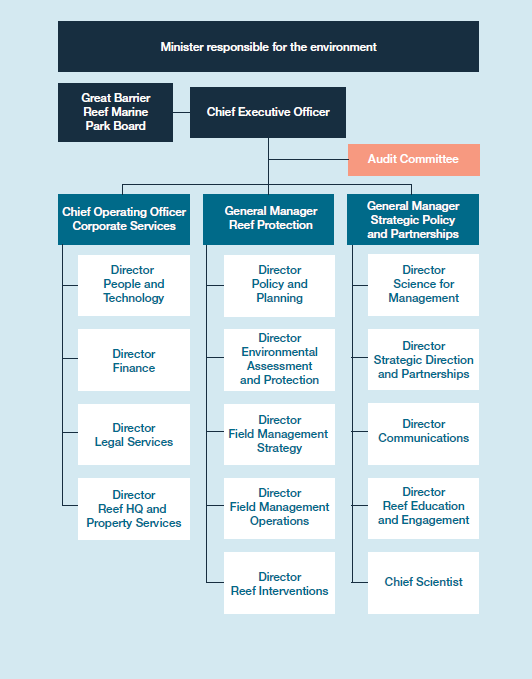 Minister responsible for the environment
Great Barrier
Reef Marine
Park Board
Chief Executive Officer
Audit Committee
Chief Operating Officer
Corporate Services
General Manager
Reef Protection
General Manager
Strategic Policy
and Partnerships
Director
People and
Technology
Director
Finance
Director
Legal Services
Director
Reef HQ and
Property Services
Director
Policy and
Planning
Director
Environmental
Assessment
and Protection
Director
Field Management
Strategy
Director
Field Management
Operations
Director
Reef Interventions
Director
Science for
Management
Director
Strategic Direction
and Partnerships
Director
Communications
Director
Reef Education
and Engagement
Chief Scientist